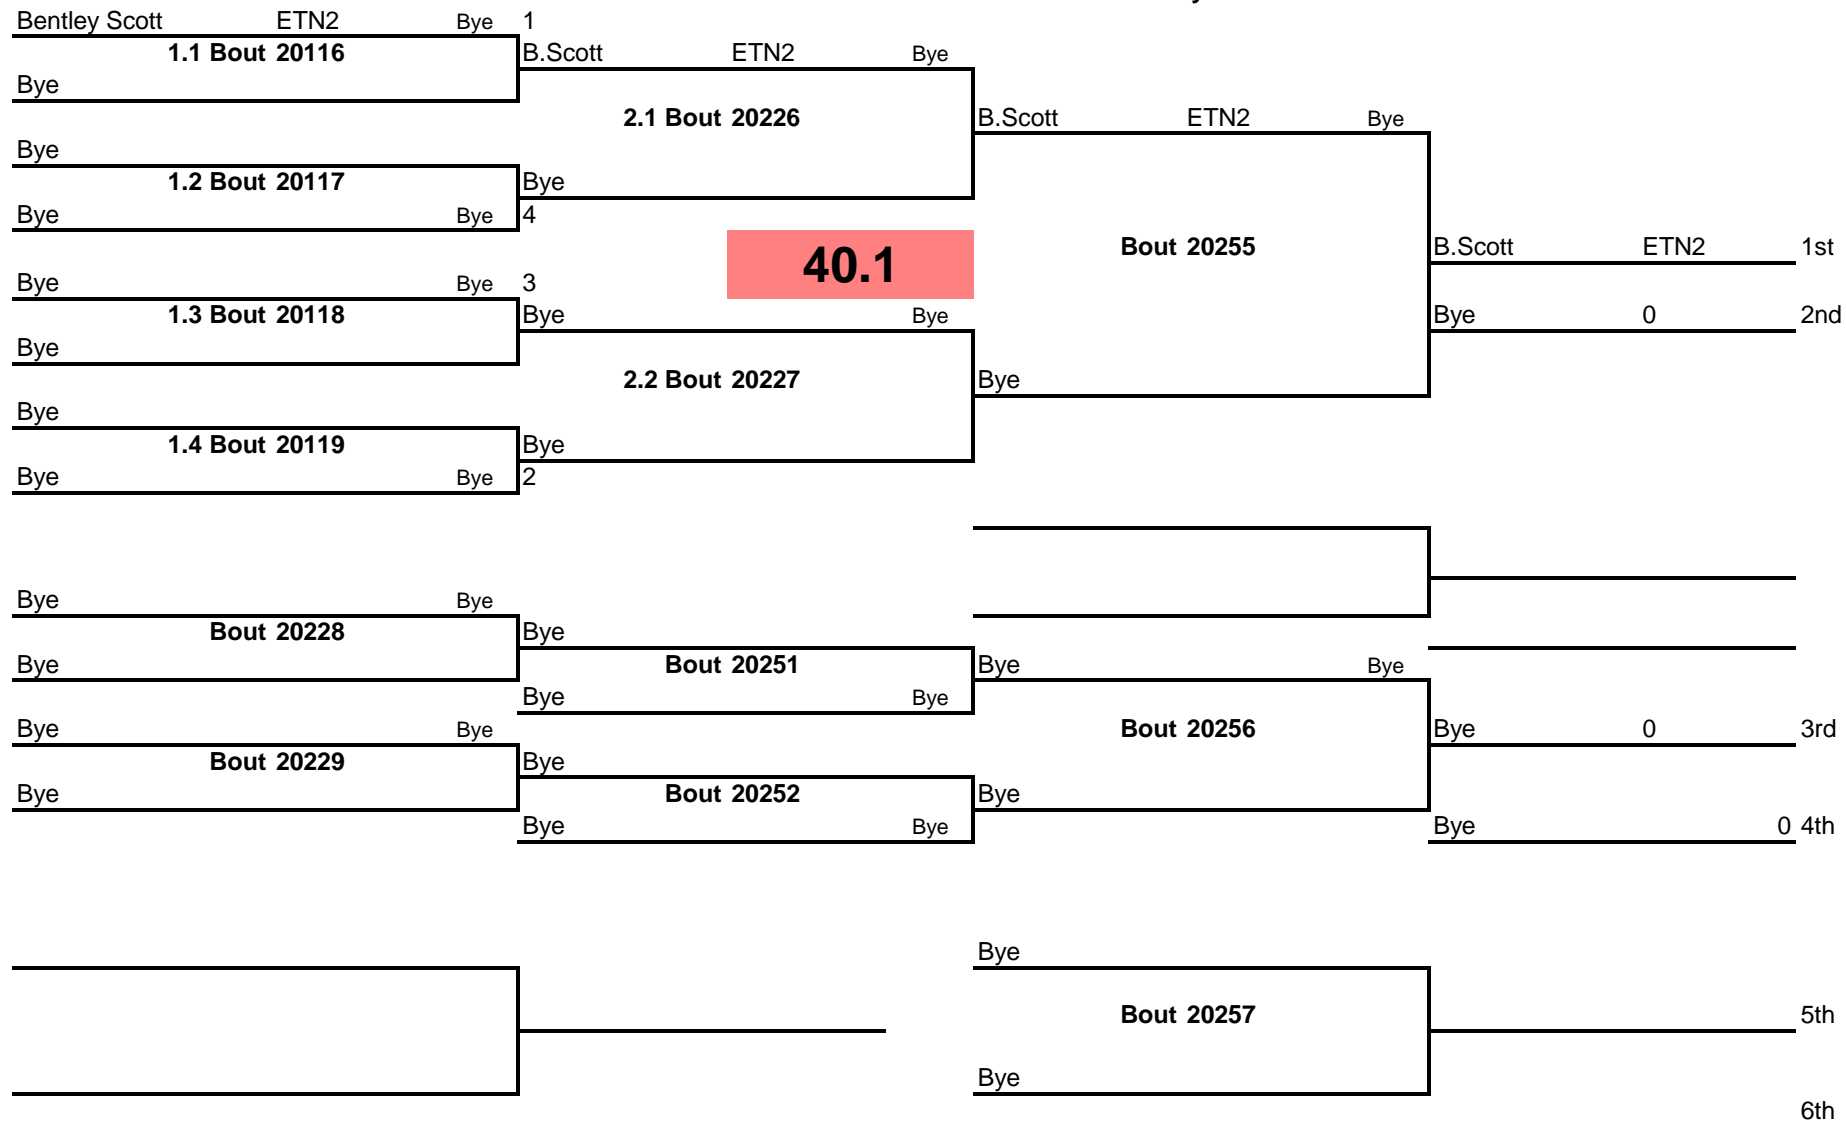 Bentley Scott ETN2 Bye 1
1.1 Bout 20116 B.Scott ETN2 Bye
Bye
2.1 Bout 20226 B.Scott ETN2 Bye
Bye
1.2 Bout 20117 Bye
Bye Bye 4
40.1 Bout 20255 B.Scott ETN2 1st
Bye Bye 3
1.3 Bout 20118 Bye Bye Bye 0 2nd
Bye
2.2 Bout 20227 Bye
Bye
1.4 Bout 20119 Bye
Bye Bye 2
Bye Bye
Bout 20228 Bye
Bye Bout 20251 Bye Bye
Bye Bye
Bye Bye Bout 20256 Bye 0 3rd
Bout 20229 Bye
Bye Bout 20252 Bye
Bye Bye Bye 0 4th
Bye
Bout 20257 5th
Bye
6th